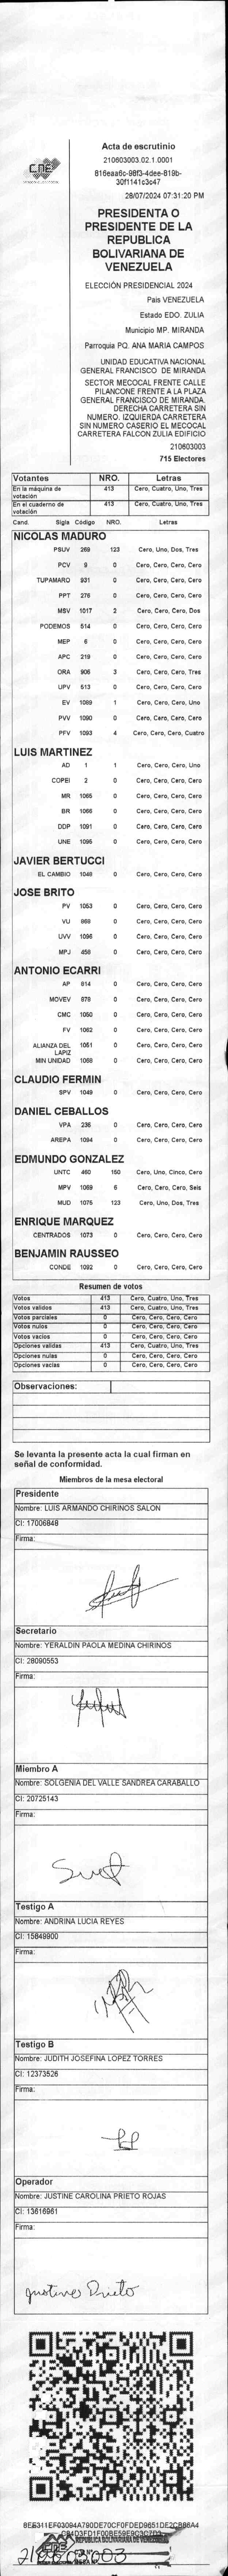 CNE
Acta de escrutinio
210603003.02.1.0001
816eaa6c-98f3-4dee-819b-
30f1141c3c47
28/07/2024 07:31:20 PM
PRESIDENTA O
PRESIDENTE DE LA
REPUBLICA
BOLIVARIANA DE
VENEZUELA
ELECCIÓN PRESIDENCIAL 2024
Pais VENEZUELA
Estado EDO. ZULIA
Municipio MP. MIRANDA
Parroquia PQ. ANA MARIA CAMPOS
UNIDAD EDUCATIVA NACIONAL
GENERAL FRANCISCO DE MIRANDA
SECTOR MECOCAL FRENTE CALLE
PILANCONE FRENTE A LA PLAZA
GENERAL FRANCISCO DE MIRANDA.
DERECHA CARRETERA SIN
NUMERO. IZQUIERDA CARRETERA
SIN NUMERO CASERIO EL MECOCAL
CARRETERA FALCON ZULIA EDIFICIO
210603003
715 Electores
Votantes NRO. Letras
En la máquina de votación 413 Cero, Cuatro, Uno, Tres
En el cuaderno de votación 413 Cero, Cuatro, Uno, Tres
Cand. Sigla Código NRO. Letras
NICOLAS MADURO
PSUV 269 123 Cero, Uno, Dos, Tres
PCV 9 0 Cero, Cero, Cero, Cero
TUPAMARO 931 0 Cero, Cero, Cero, Cero
PPT 276 0 Cero, Cero, Cero, Cero
MSV 1017 2 Cero, Cero, Cero, Dos
PODEMOS 514 0 Cero, Cero, Cero, Cero
MEP 6 0 Cero, Cero, Cero, Cero
APC 219 0 Cero, Cero, Cero, Cero
ORA 906 3 Cero, Cero, Cero, Tres
UPV 513 0 Cero, Cero, Cero, Cero
EV 1089 1 Cero, Cero, Cero, Uno
PVV 1090 0 Cero, Cero, Cero, Cero
PFV 1093 4 Cero, Cero, Cero, Cuatro
LUIS MARTINEZ
AD 1 1 Cero, Cero, Cero, Uno
COPEI 2 0 Cero, Cero, Cero, Cero
MR 1065 0 Cero, Cero, Cero, Cero
BR 1066 0 Cero, Cero, Cero, Cero
DDP 1091 0 Cero, Cero, Cero, Cero
UNE 1095 0 Cero, Cero, Cero, Cero
JAVIER BERTUCCI
EL CAMBIO 1048 0 Cero, Cero, Cero, Cero
JOSE BRITO
PV 1053 0 Cero, Cero, Cero, Cero
VU 868 0 Cero, Cero, Cero, Cero
UVV 1096 0 Cero, Cero, Cero, Cero
MPJ 458 0 Cero, Cero, Cero, Cero
ANTONIO ECARRI
AP 814 0 Cero, Cero, Cero, Cero
MOVEV 978 0 Cero, Cero, Cero, Cero
CMC 1050 0 Cero, Cero, Cero, Cero
FV 1062 0 Cero, Cero, Cero, Cero
ALIANZA DEL LAPIZ 1051 0 Cero, Cero, Cero, Cero
MIN UNIDAD 1068 0 Cero, Cero, Cero, Cero
CLAUDIO FERMIN
SPV 1049 0 Cero, Cero, Cero, Cero
DANIEL CEBALLOS
VPA 236 0 Cero, Cero, Cero, Cero
AREPA 1094 0 Cero, Cero, Cero, Cero
EDMUNDO GONZALEZ
UNTC 460 150 Cero, Uno, Cinco, Cero
MPV 1069 6 Cero, Cero, Cero, Seis
MUD 1075 123 Cero, Uno, Dos, Tres
ENRIQUE MARQUEZ
CENTRADOS 1073 0 Cero, Cero, Cero, Cero
BENJAMIN RAUSSEO
CONDE 1092 0 Cero, Cero, Cero, Cero
Resumen de votos
Votos 413 Cero, Cuatro, Uno, Tres
Votos validos 413 Cero, Cuatro, Uno, Tres
Votos parciales 0 Cero, Cero, Cero, Cero
Votos nulos 0 Cero, Cero, Cero, Cero
Votos vacios 0 Cero, Cero, Cero, Cero
Opciones validas 413 Cero, Cuatro, Uno, Tres
Opciones nulas 0 Cero, Cero, Cero, Cero
Opciones vacias 0 Cero, Cero, Cero, Cero
Observaciones:
Se levanta la presente acta la cual firman en
señal de conformidad.
Miembros de la mesa electoral
Presidente
Nombre: LUIS ARMANDO CHIRINOS SALON
CI: 17006848
Firma:
Secretario
Nombre: YERALDIN PAOLA MEDINA CHIRINOS
CI: 28090553
Firma:
Miembro A
Nombre: SOLGENIA DEL VALLE SANDREA CARABALLO
CI: 20725143
Firma:
Testigo A
Nombre: ANDRINA LUCIA REYES
CI: 15849900
Firma:
Testigo B
Nombre: JUDITH JOSEFINA LOPEZ TORRES
CI: 12373526
Firma:
Operador
Nombre: JUSTINE CAROLINA PRIETO ROJAS
CI: 13616961
Firma:
Justine Prieto
REPUBLICA BOLIVARIANA DE VENEZUELA
210603003